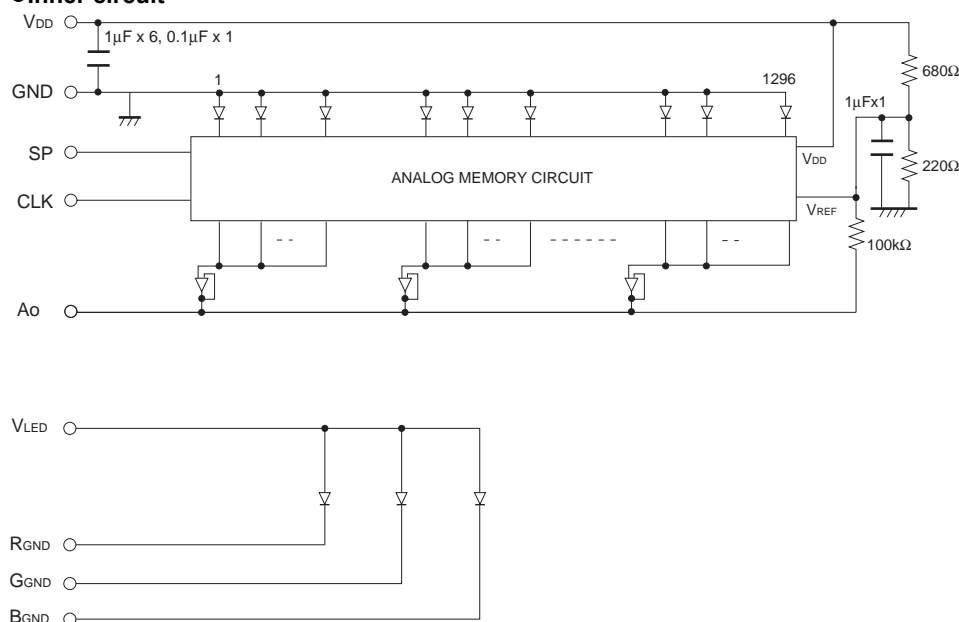 Inner circuit
VDD
1μF x 6, 0.1μF x 1
GND
1
1296
680Ω
1μFx1
SP
VDD
220Ω
ANALOG MEMORY CIRCUIT
CLK
VREF
100kΩ
Ao
VLED
RGND
GGND
BGND